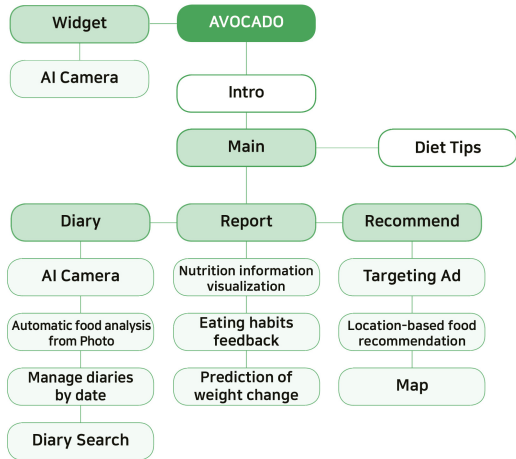 Widget
AVOCADO
AI Camera
Intro
Main
Diet Tips
Diary
Report
Recommend
AI Camera
Nutrition information
visualization
Targeting Ad
Automatic food analysis
from Photo
Eating habits
feedback
Location-based food
recommendation
Manage diaries
by date
Prediction of
weight change
Map
Diary Search